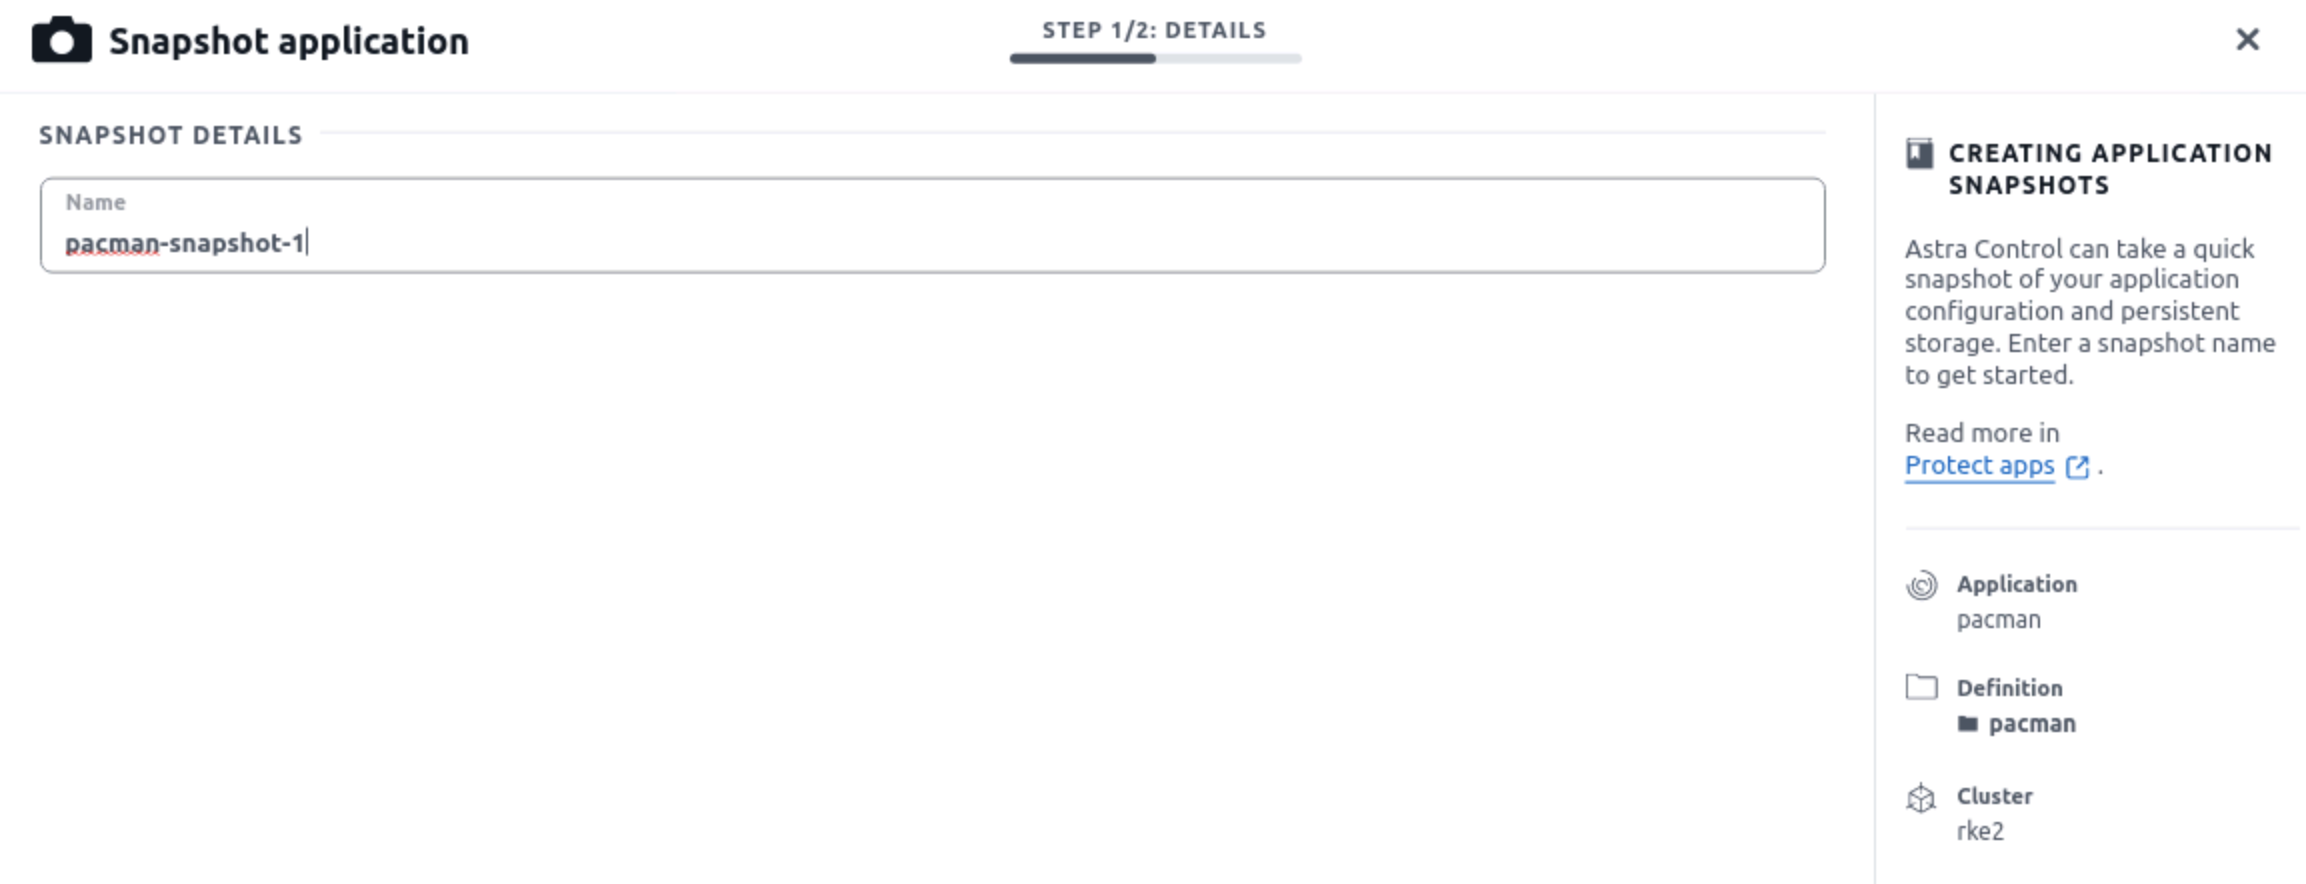 Snapshot application
STEP 1/2: DETAILS
SNAPSHOT DETAILS
Name
pacman-snapshot-1
CREATING APPLICATION
SNAPSHOTS
Astra Control can take a quick
snapshot of your application
configuration and persistent
storage. Enter a snapshot name
to get started.
Read more in
Protect apps .
Application
pacman
Definition
pacman
Cluster
rke2